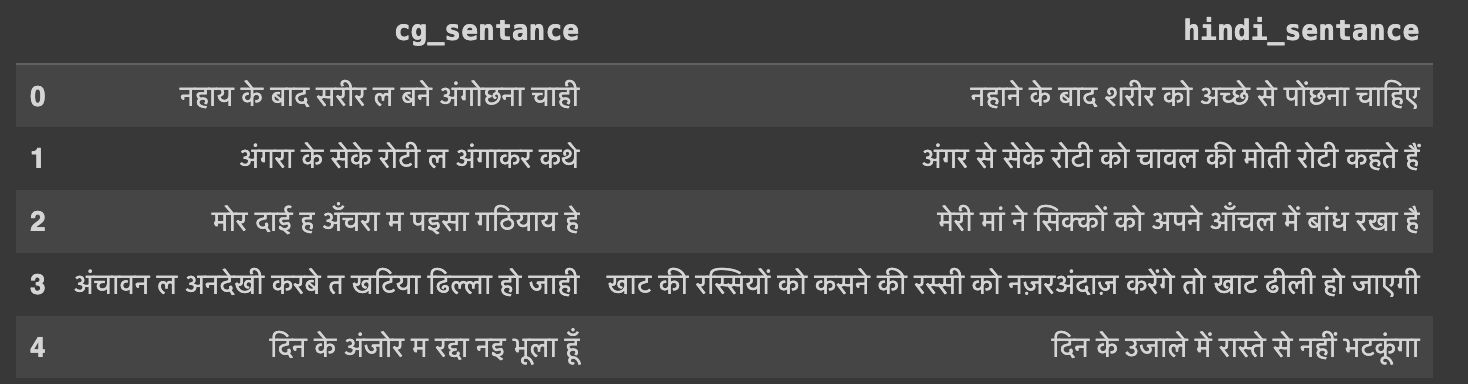 cg_sentance hindi_sentance
0 नहाय के बाद सरीर ल बने अंगोछना चाही नहाने के बाद शरीर को अच्छे से पोंछना चाहिए
1 अंगरा के सेके रोटी ल अंगाकर कथे अंगर से सेके रोटी को चावल की मोती रोटी कहते हैं
2 मोर दाई ह अँचरा म पइसा गठियाय हे मेरी मां ने सिक्कों को अपने आँचल में बांध रखा है
3 अंचावन ल अनदेखी करबे त खटिया ढिल्ला हो जाही खाट की रस्सियों को कसने की रस्सी को नज़रअंदाज़ करेंगे तो खाट ढीली हो जाएगी
4 दिन के अंजोर म रद्दा नइ भूला हूँ दिन के उजाले में रास्ते से नहीं भटकूंगा